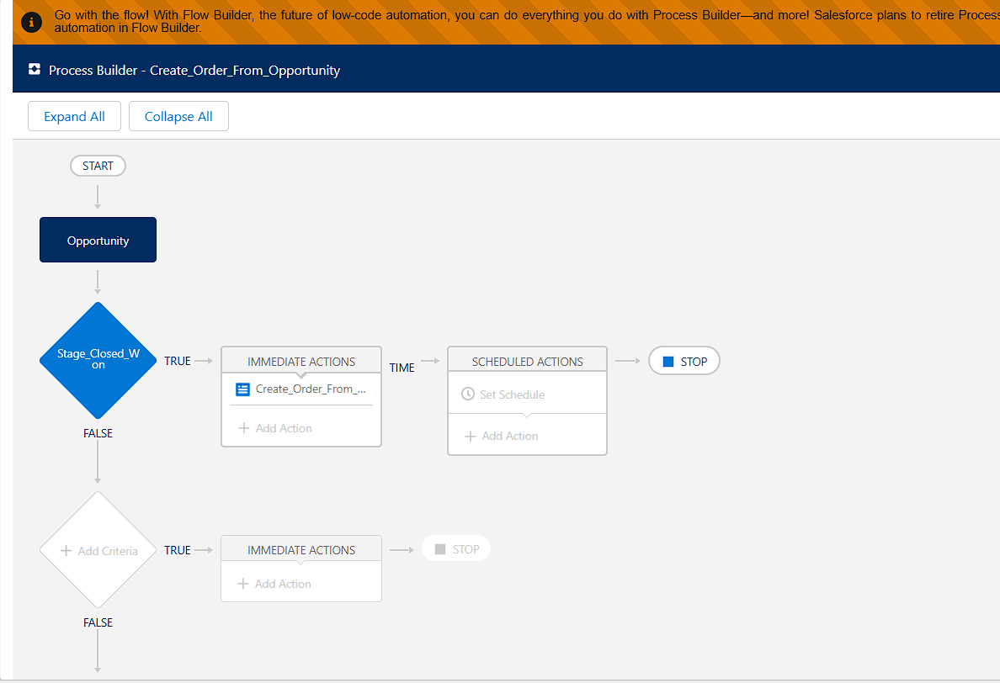 Go with the flow! With Flow Builder, the future of low-code automation, you can do everything you do with Process Builder—and more! Salesforce plans to retire Process
automation in Flow Builder.
Process Builder - Create_Order_From_Opportunity
Expand All
Collapse All
START
Opportunity
Stage_Closed_W
on
TRUE
IMMEDIATE ACTIONS
Create_Order_From_...
Add Action
TIME
SCHEDULED ACTIONS
Set Schedule
Add Action
STOP
FALSE
Add Criteria
TRUE
IMMEDIATE ACTIONS
Add Action
STOP
FALSE